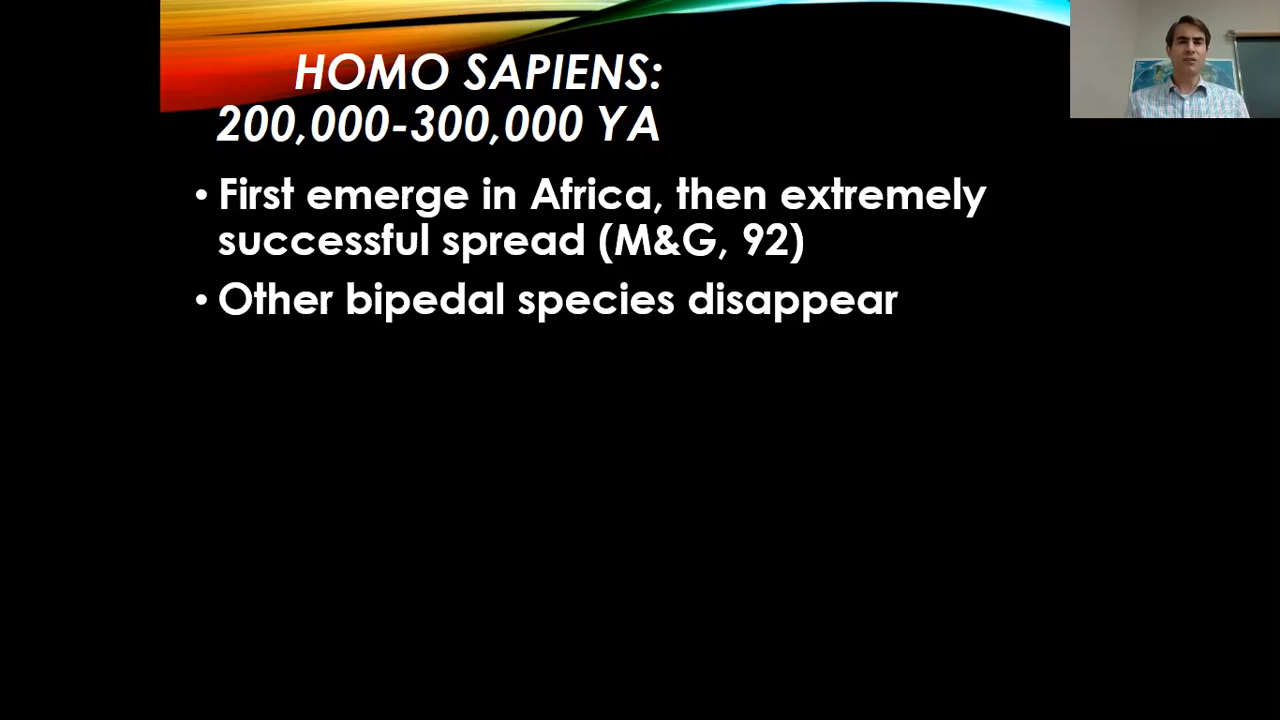 HOMO SAPIENS:
200,000-300,000 YA
• First emerge in Africa, then extremely
successful spread (M&G, 92)
• Other bipedal species disappear